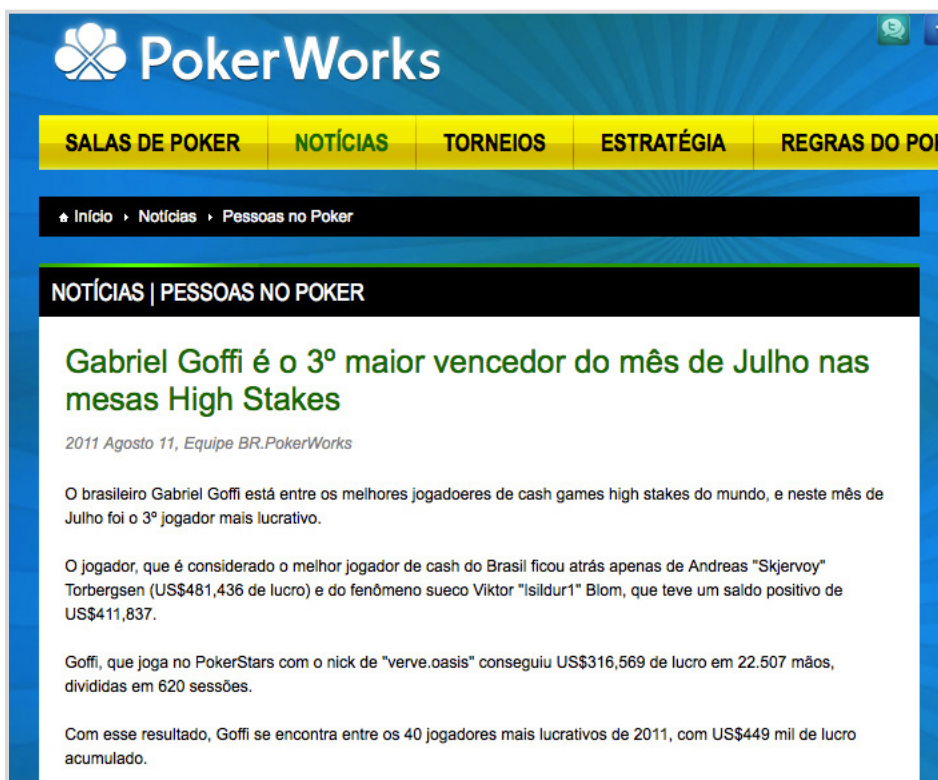 PokerWorks
SALAS DE POKER NOTÍCIAS TORNEIOS ESTRATÉGIA REGRAS DO
Início Notícias Pessoas no Poker
NOTÍCIAS | PESSOAS NO POKER
Gabriel Goffi é o 3º maior vencedor do mês de Julho nas
mesas High Stakes
2011 Agosto 11, Equipe BR.PokerWorks
O brasileiro Gabriel Goffi está entre os melhores jogadoeres de cash games high stakes do mundo, e neste mês de
Julho foi o 3º jogador mais lucrativo.
O jogador, que é considerado o melhor jogador de cash do Brasil ficou atrás apenas de Andreas "Skjervoy"
Torbergsen (US$481,436 de lucro) e do fenômeno sueco Viktor "Isildur1" Blom, que teve um saldo positivo de
US$411,837.
Goffi, que joga no PokerStars com o nick de "verve.oasis" conseguiu US$316,569 de lucro em 22.507 mãos,
divididas em 620 sessões.
Com esse resultado, Goffi se encontra entre os 40 jogadores mais lucrativos de 2011, com US$449 mil de lucro
acumulado.